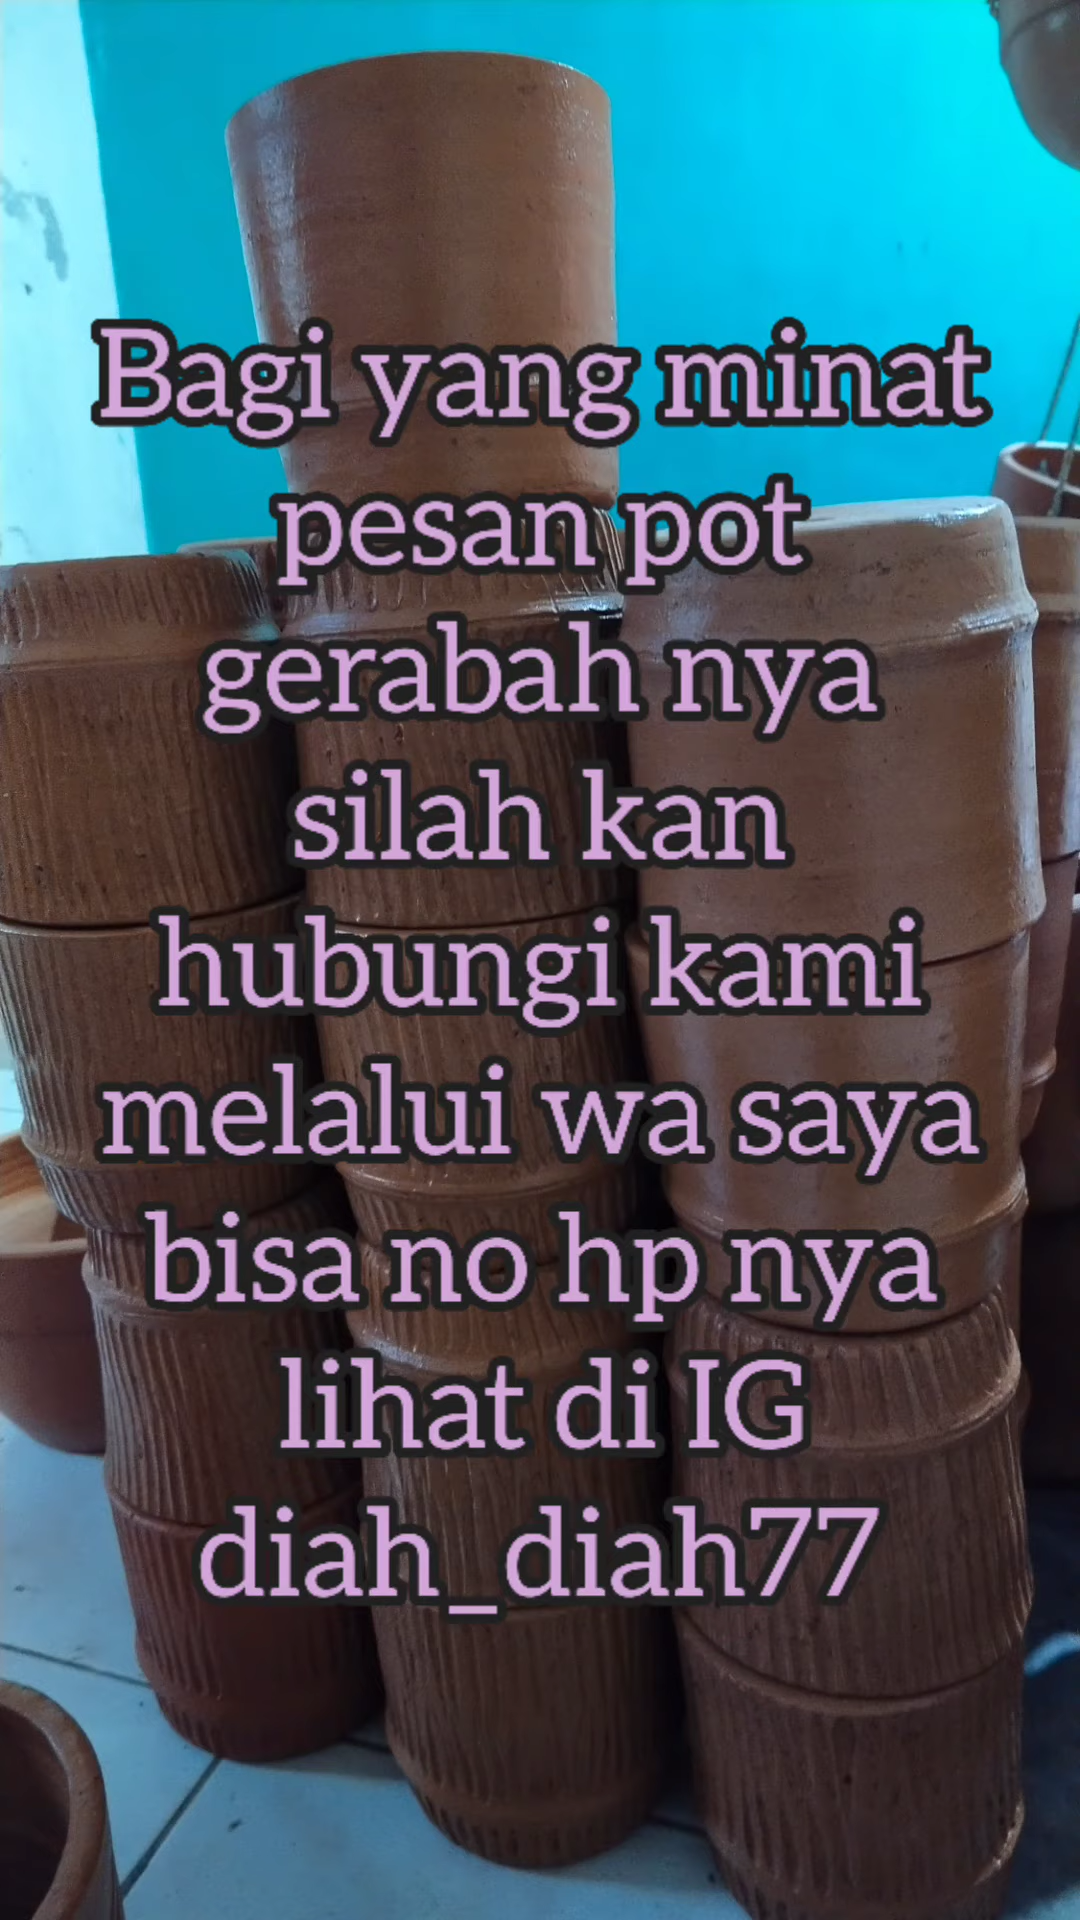 Bagi yang minat
pesan pot
gerabah nya
silah kan
hubungi kami
melalui wa saya
bisa no hp nya
lihat di IG
diah_diah77